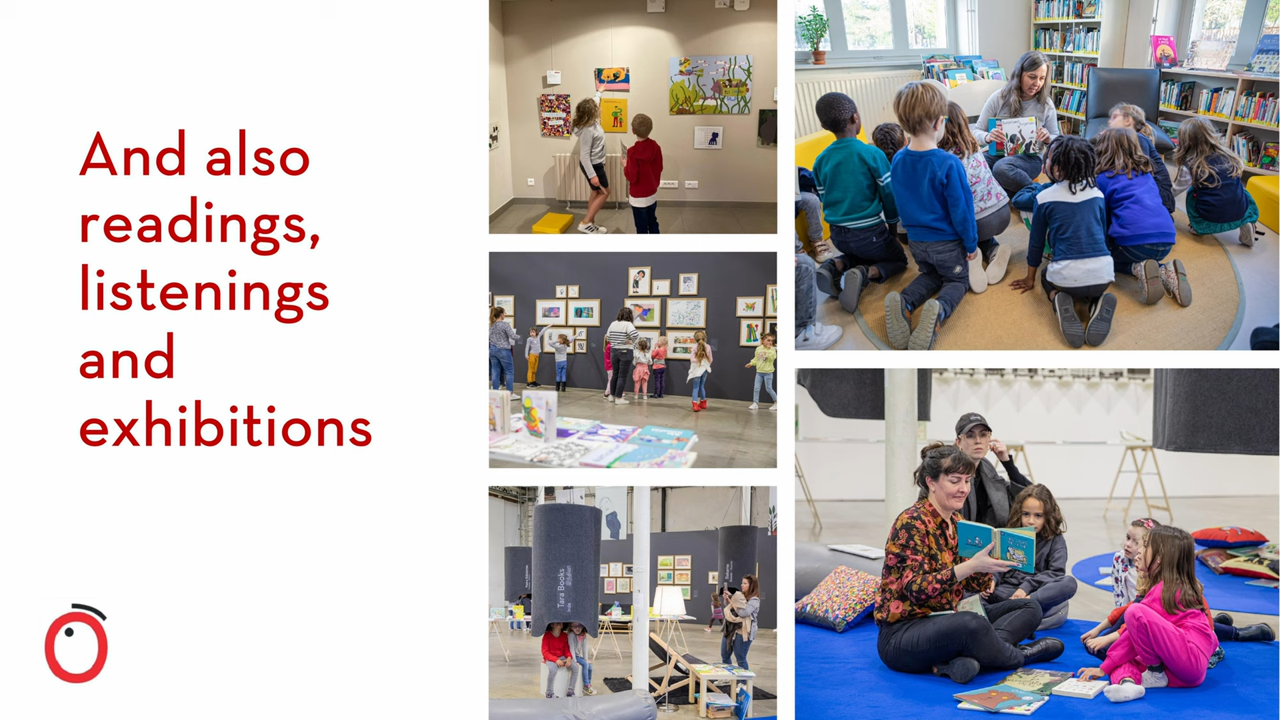 And also
readings,
listenings
and
exhibitions
Tara Books